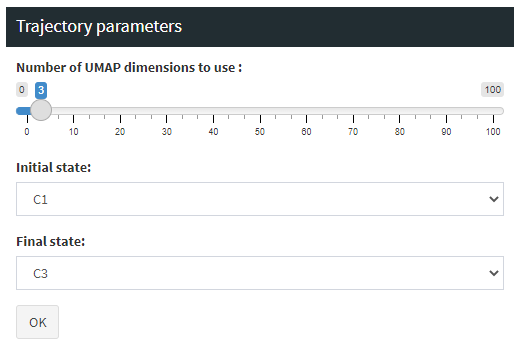 Trajectory parameters
Number of UMAP dimensions to use :
0 3 100
0 10 20 30 40 50 60 70 80 90 100
Initial state:
C1
Final state:
C3
OK